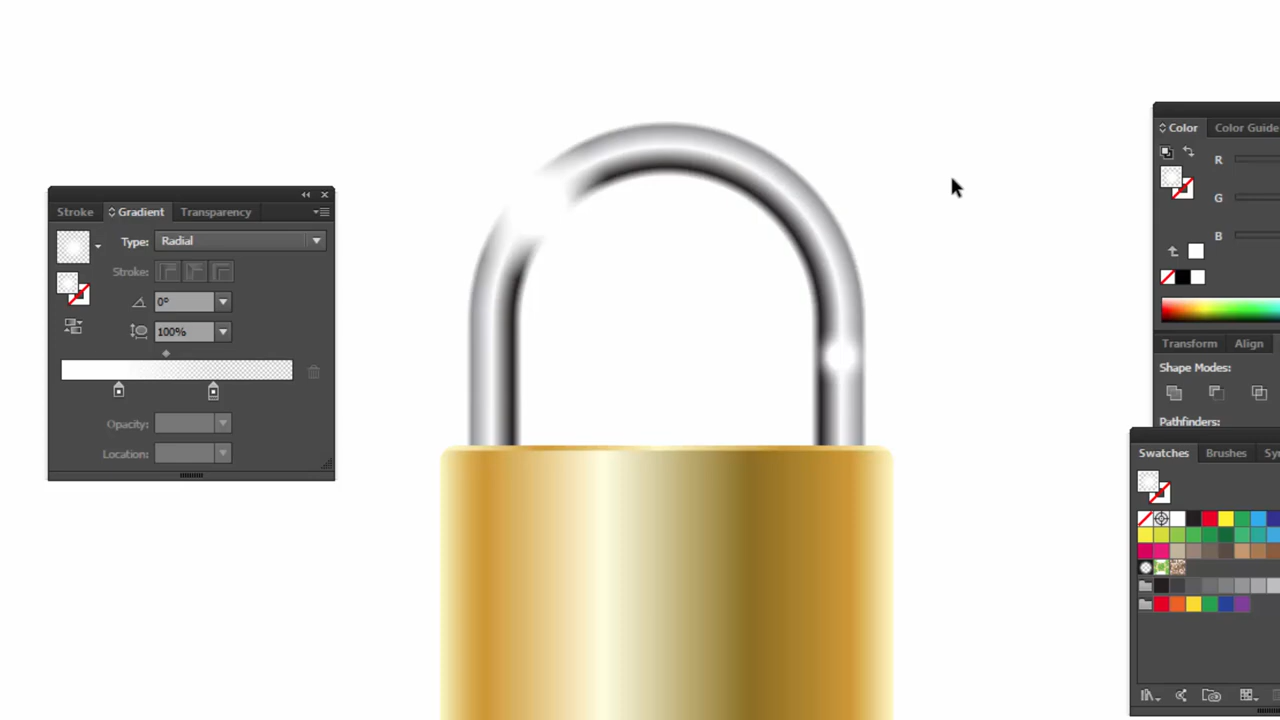 Stroke Gradient Transparency
Type: Radial
Stroke:
0°
100%
Opacity:
Location:
Color Color Guide
R
G
B
Transform Align
Shape Modes:
Pathfinders:
Swatches Brushes Sy